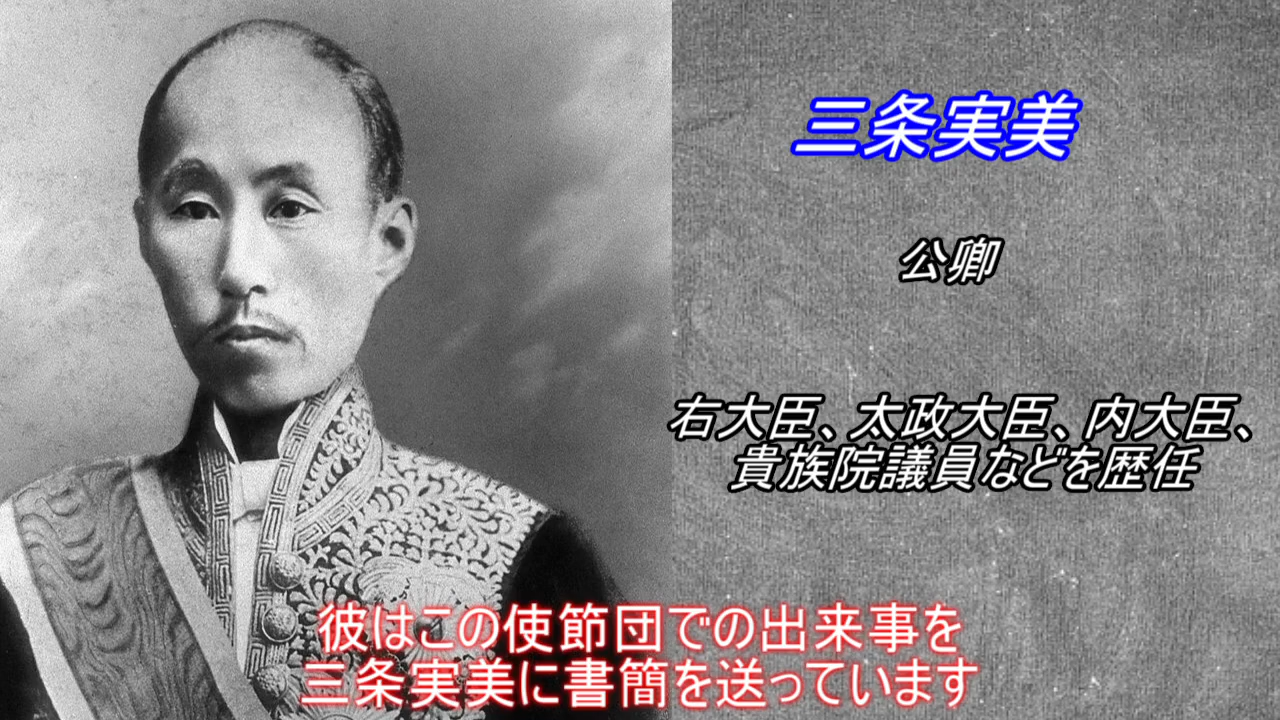 三条実美
公卿
右大臣、太政大臣、内大臣、
貴族院議員などを歴任
彼はこの使節団での出来事を
三条実美に書簡を送っています